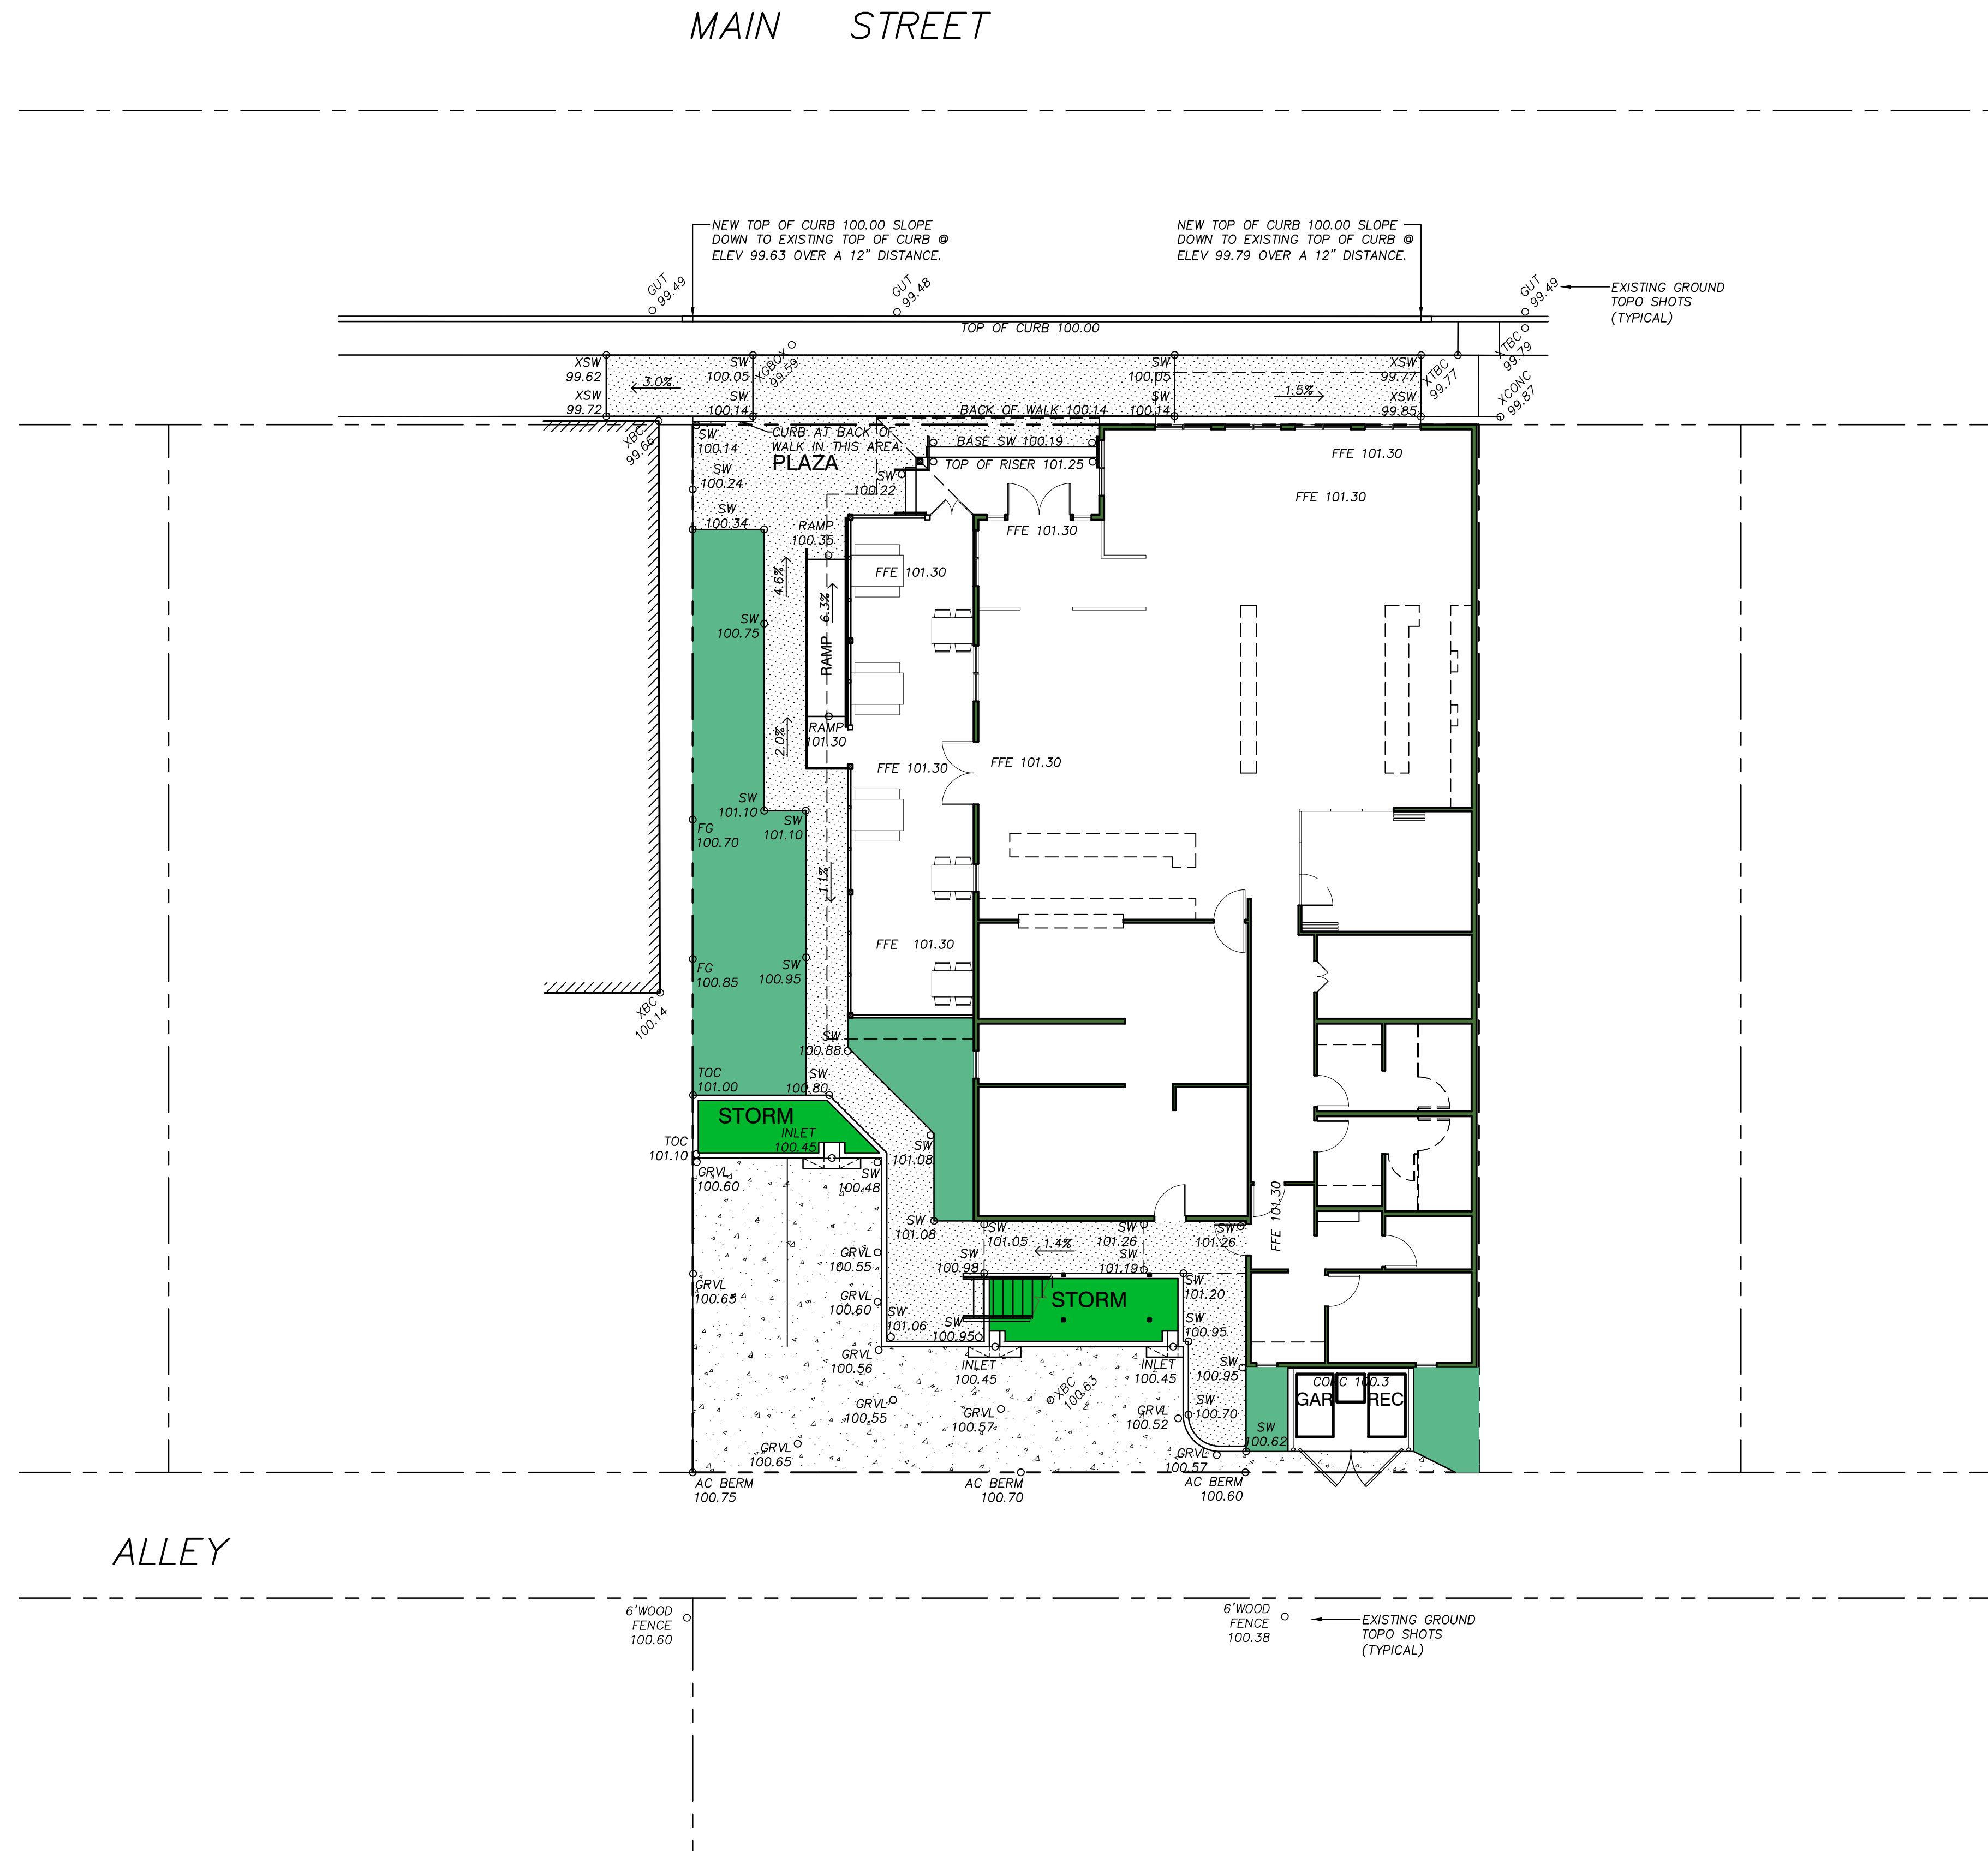 MAIN STREET
NEW TOP OF CURB 100.00 SLOPE
DOWN TO EXISTING TOP OF CURB @
ELEV 99.63 OVER A 12" DISTANCE.
NEW TOP OF CURB 100.00 SLOPE
DOWN TO EXISTING TOP OF CURB @
ELEV 99.79 OVER A 12" DISTANCE.
GUT
99.49
GUT
99.48
GUT
99.49
EXISTING GROUND
TOPO SHOTS
(TYPICAL)
TOP OF CURB 100.00
XSW
99.62
XSW
99.72
3.0%
SW
100.05
SW
100.14
XGBOX
99.59
SW
100.05
SW
100.14
1.5%
XSW
99.77
XSW
99.85
XTBC
99.77
XTBC
99.79
XCONC
99.87
BACK OF WALK 100.14
XBC
99.66
SW
100.14
CURB AT BACK OF
WALK IN THIS AREA.
PLAZA
BASE SW 100.19
TOP OF RISER 101.25
FFE 101.30
FFE 101.30
SW
100.24
SW
100.22
SW
100.34
RAMP
100.35
FFE 101.30
FFE 101.30
4.6%
6.3%
RAMP
SW
100.75
2.0%
RAMP
101.30
FFE 101.30
FFE 101.30
SW
101.10
SW
101.10
FG
100.70
1.1%
FFE 101.30
FG
100.85
SW
100.95
XBC
100.14
SW
100.88
TOC
101.00
SW
100.80
STORM
INLET
100.45
TOC
101.10
GRVL
100.60
SW
100.48
SW
101.08
SW
101.08
SW
101.05
SW
101.26
SW
101.26
FFE 101.30
1.4%
GRVL
100.55
SW
100.98
SW
101.19
GRVL
100.65
GRVL
100.60
STORM
SW
101.20
SW
101.06
SW
100.95
SW
100.95
GRVL
100.56
INLET
100.45
INLET
100.45
SW
100.95
CONC 100.3
GAR
REC
XBC
100.63
GRVL
100.55
GRVL
100.57
GRVL
100.52
SW
100.70
SW
100.62
GRVL
100.65
GRVL
100.57
AC BERM
100.75
AC BERM
100.70
AC BERM
100.60
ALLEY
6'WOOD
FENCE
100.60
6'WOOD
FENCE
100.38
EXISTING GROUND
TOPO SHOTS
(TYPICAL)